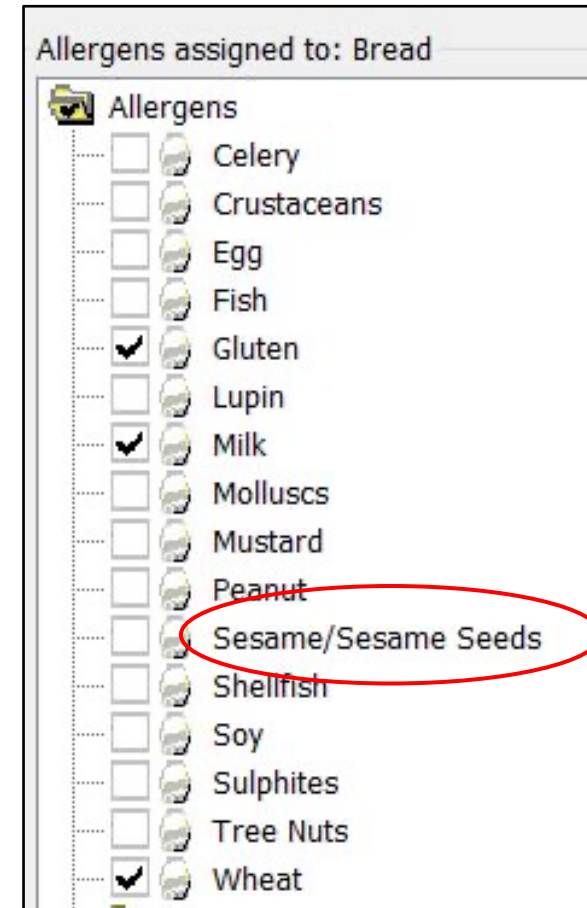 Allergens assigned to: Bread
Allergens
Celery
Crustaceans
Egg
Fish
Gluten
Lupin
Milk
Molluscs
Mustard
Peanut
Sesame/Sesame Seeds
Shellfish
Soy
Sulphites
Tree Nuts
Wheat